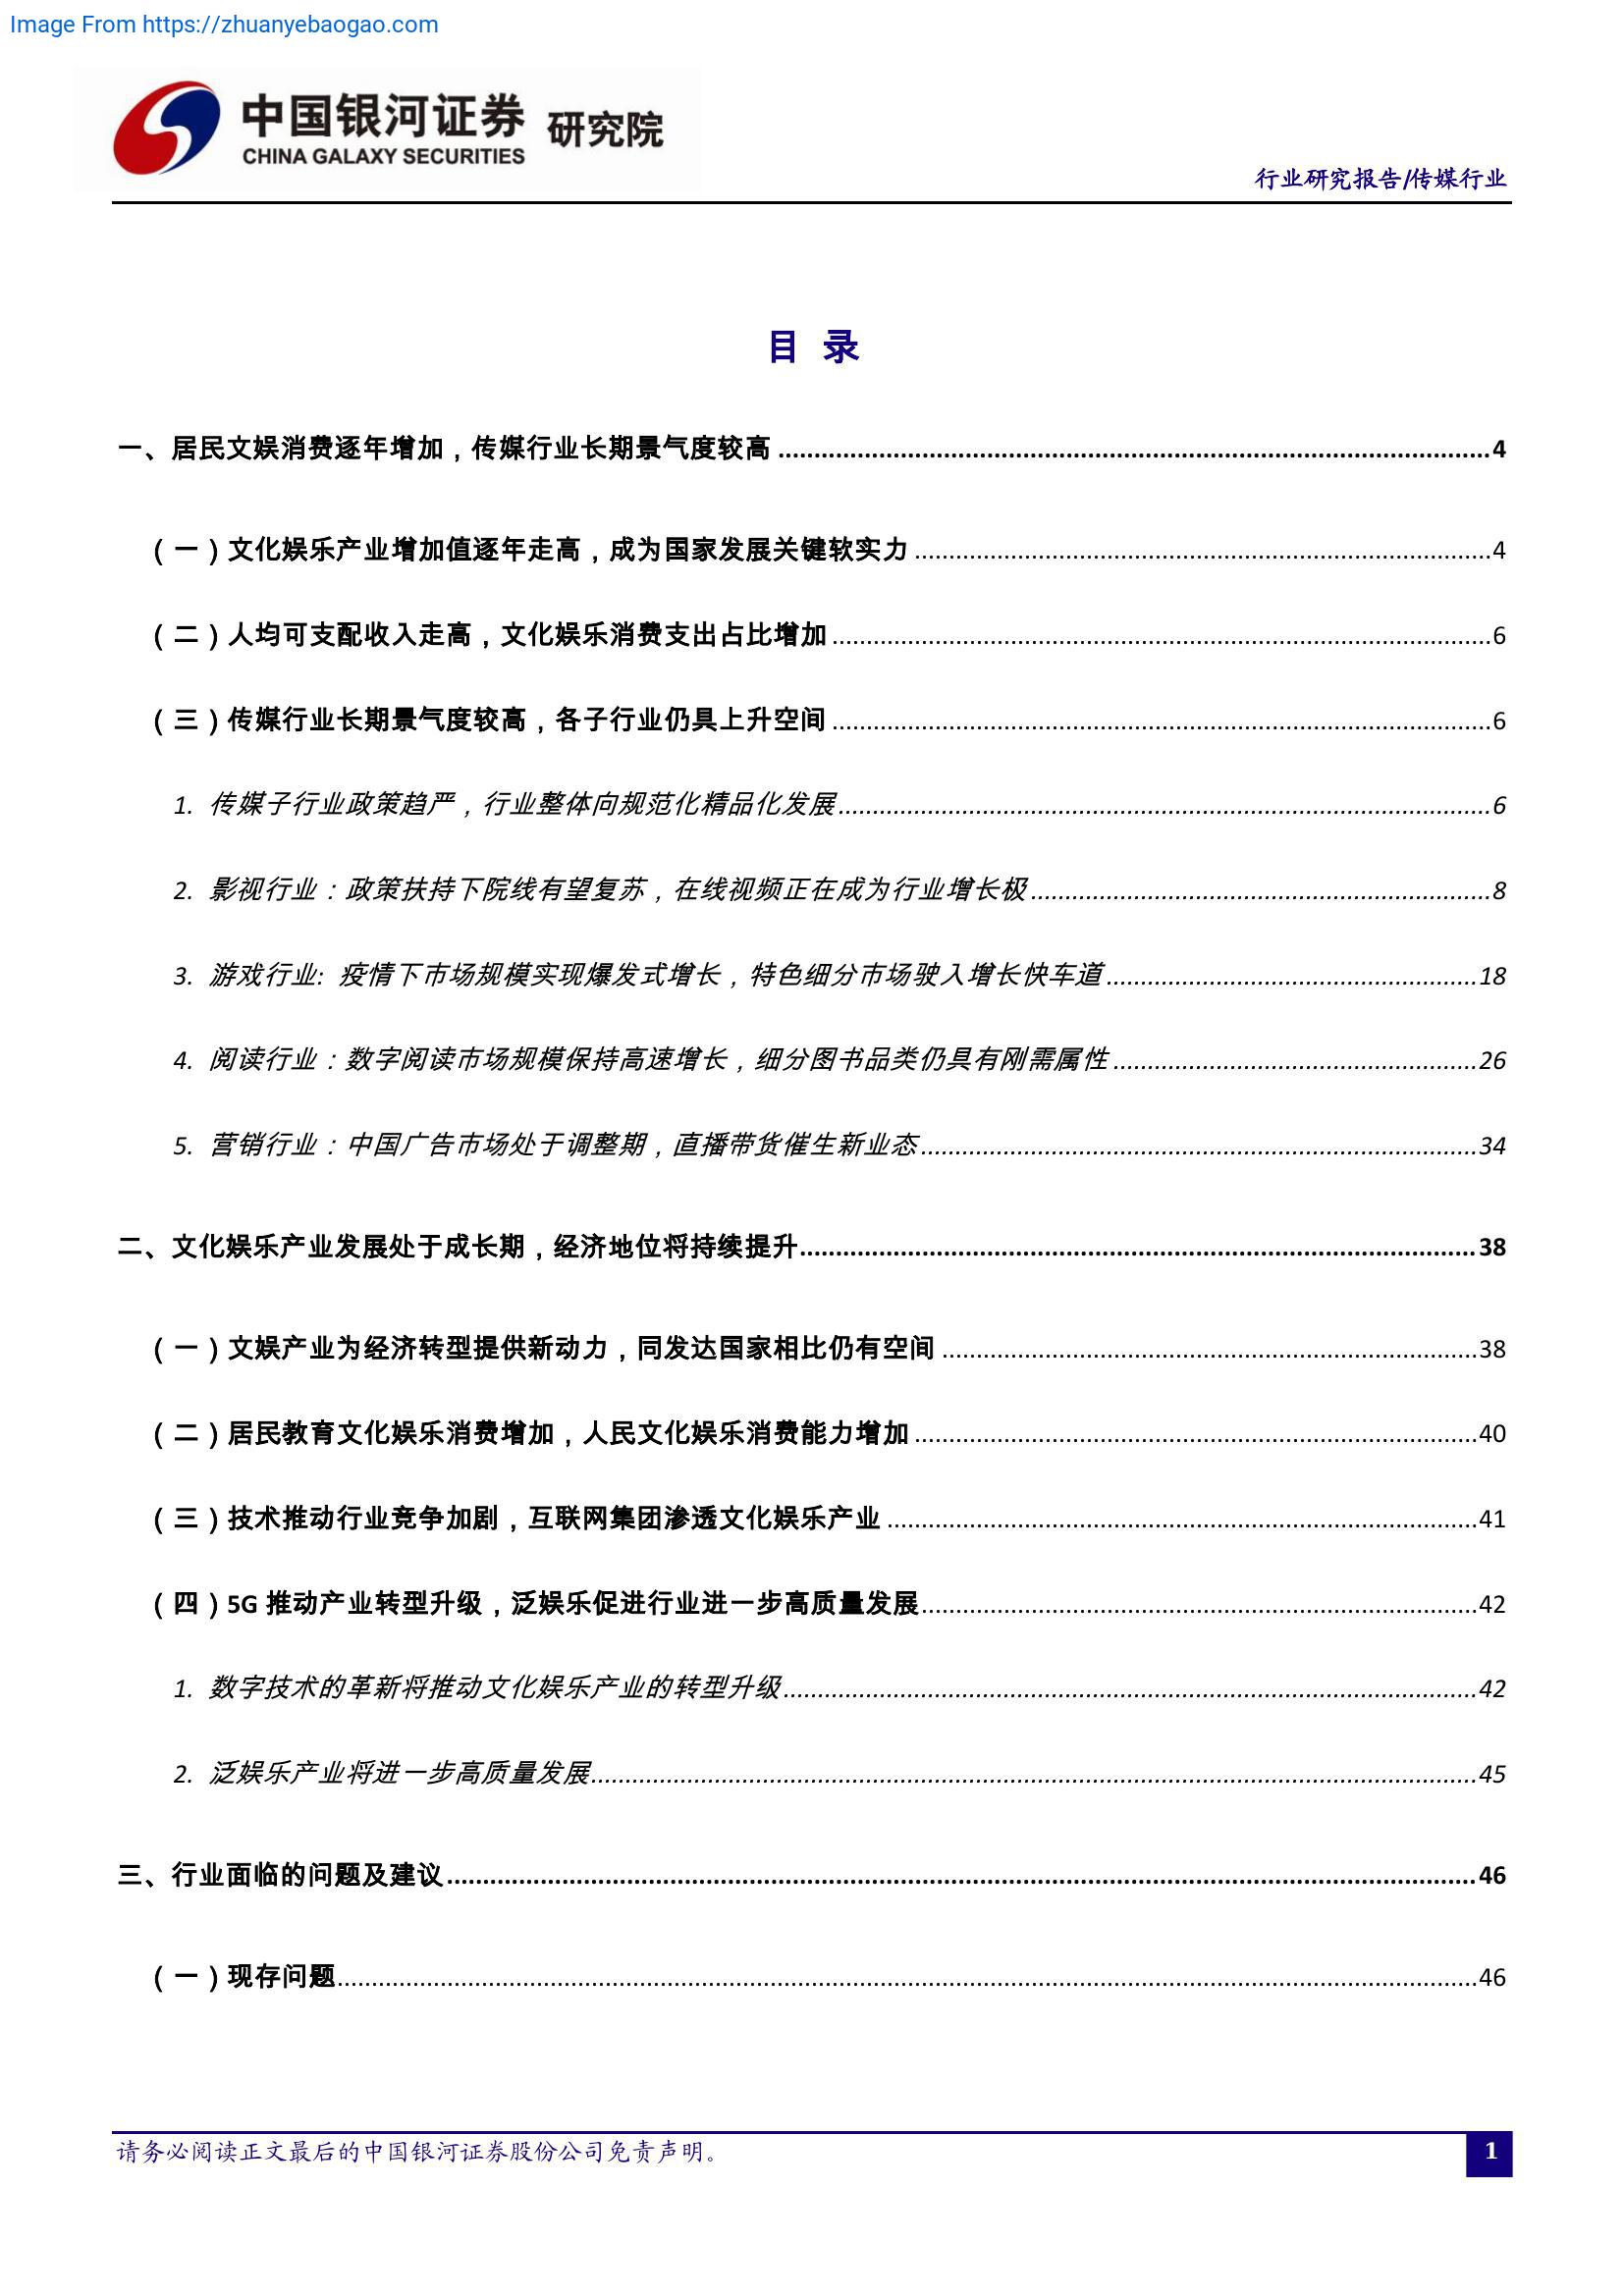 Image From https://zhuanyebaogao.com
中国银河证券 研究院
CHINA GALAXY SECURITIES
行业研究报告/传媒行业
目 录
一、居民文娱消费逐年增加，传媒行业长期景气度较高 4
（一）文化娱乐产业增加值逐年走高，成为国家发展关键软实力 4
（二）人均可支配收入走高，文化娱乐消费支出占比增加 6
（三）传媒行业长期景气度较高，各子行业仍具上升空间 6
1. 传媒子行业政策趋严，行业整体向规范化精品化发展 6
2. 影视行业：政策扶持下院线有望复苏，在线视频正在成为行业增长极 8
3. 游戏行业: 疫情下市场规模实现爆发式增长，特色细分市场驶入增长快车道 18
4. 阅读行业：数字阅读市场规模保持高速增长，细分图书品类仍具有刚需属性 26
5. 营销行业：中国广告市场处于调整期，直播带货催生新业态 34
二、文化娱乐产业发展处于成长期，经济地位将持续提升 38
（一）文娱产业为经济转型提供新动力，同发达国家相比仍有空间 38
（二）居民教育文化娱乐消费增加，人民文化娱乐消费能力增加 40
（三）技术推动行业竞争加剧，互联网集团渗透文化娱乐产业 41
（四）5G 推动产业转型升级，泛娱乐促进行业进一步高质量发展 42
1. 数字技术的革新将推动文化娱乐产业的转型升级 42
2. 泛娱乐产业将进一步高质量发展 45
三、行业面临的问题及建议 46
（一）现存问题 46
请务必阅读正文最后的中国银河证券股份公司免责声明。
1